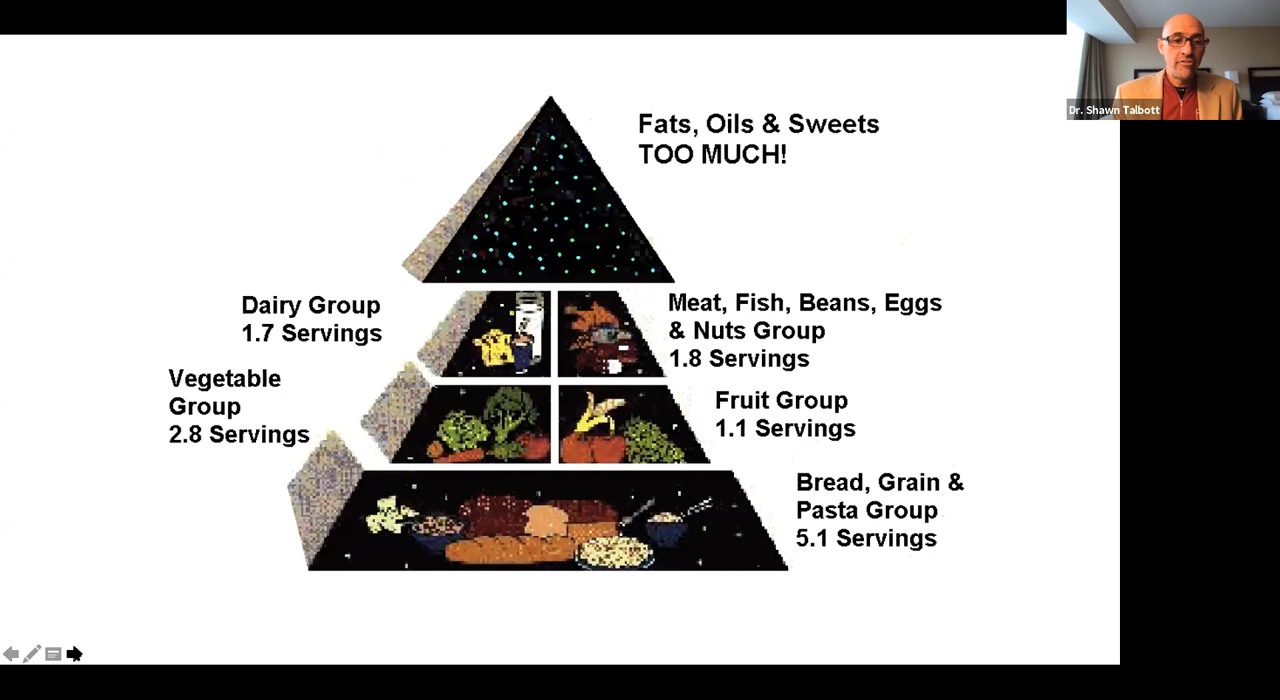 Dr. Shawn Talbott
Fats, Oils & Sweets
TOO MUCH!
Dairy Group
1.7 Servings
Meat, Fish, Beans, Eggs
& Nuts Group
1.8 Servings
Vegetable
Group
2.8 Servings
Fruit Group
1.1 Servings
Bread, Grain &
Pasta Group
5.1 Servings